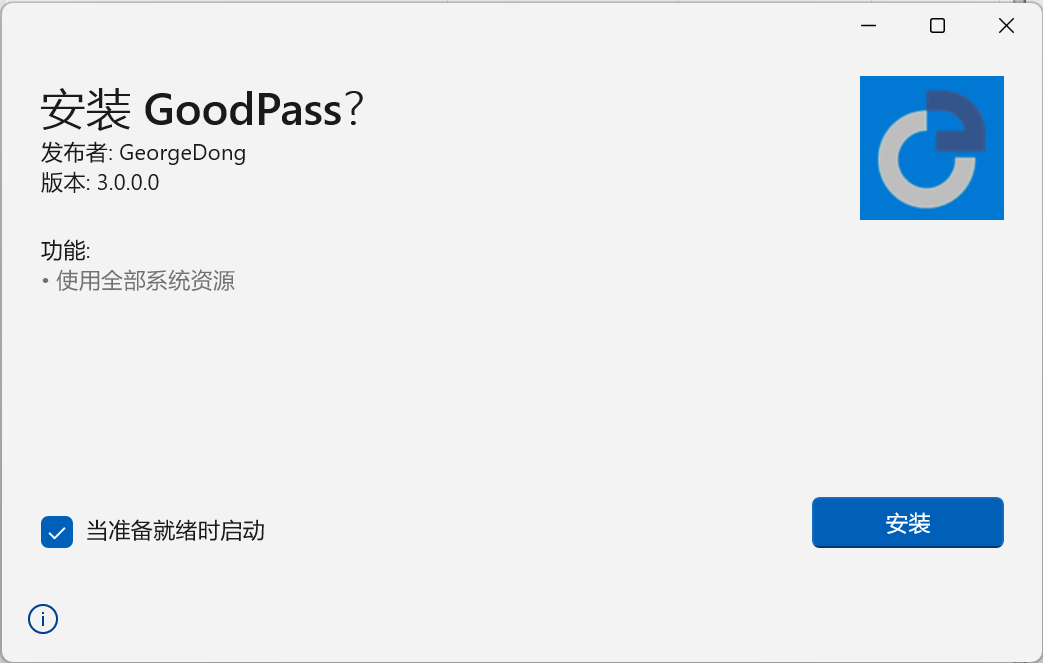 安装 GoodPass?
发布者: GeorgeDong
版本: 3.0.0.0
功能:
• 使用全部系统资源
当准备就绪时启动
安装